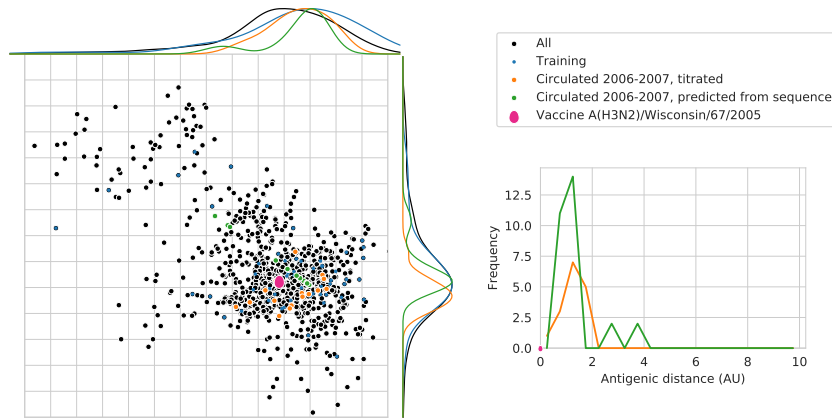 All
Training
Circulated 2006-2007, titrated
Circulated 2006-2007, predicted from sequence
Vaccine A(H3N2)/Wisconsin/67/2005
12.5
10.0
7.5
5.0
2.5
0.0
Frequency
0 2 4 6 8 10
Antigenic distance (AU)